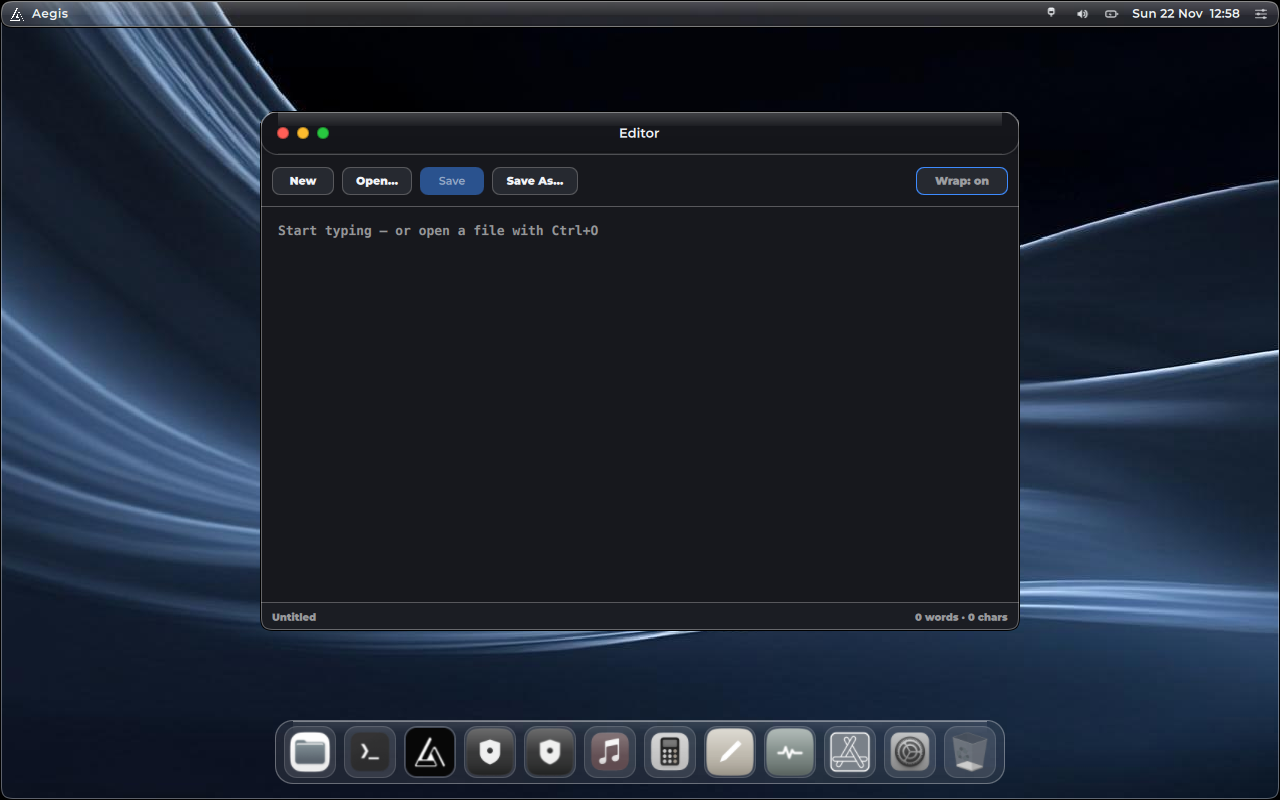 Aegis
Sun 22 Nov 12:58
Editor
New Open... Save Save As... Wrap: on
Start typing — or open a file with Ctrl+O
Untitled
0 words • 0 chars